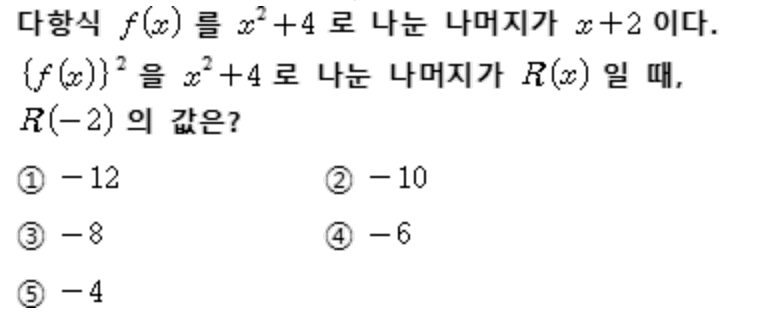 다항식 f(x) 를 x²+4 로 나눈 나머지가 x+2 이다.
{f(x)}² 을 x²+4 로 나눈 나머지가 R(x) 일 때,
R(−2) 의 값은?
① −12 ② −10
③ −8 ④ −6
⑤ −4